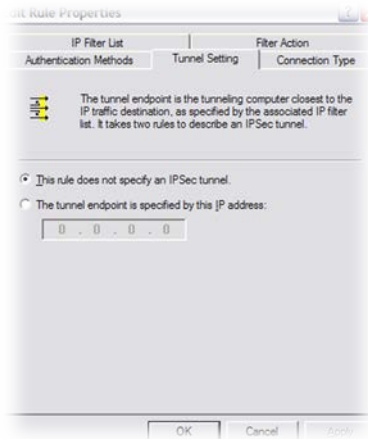 Rule Properties
IP Filter List
Filter Action
Authentication Methods
Tunnel Setting
Connection Type
The tunnel endpoint is the tunneling computer closest to the
IP traffic destination, as specified by the associated IP filter
list. It takes two rules to describe an IPSec tunnel.
This rule does not specify an IPSec tunnel.
The tunnel endpoint is specified by this IP address:
0 . 0 . 0 . 0
OK
Cancel
Apply